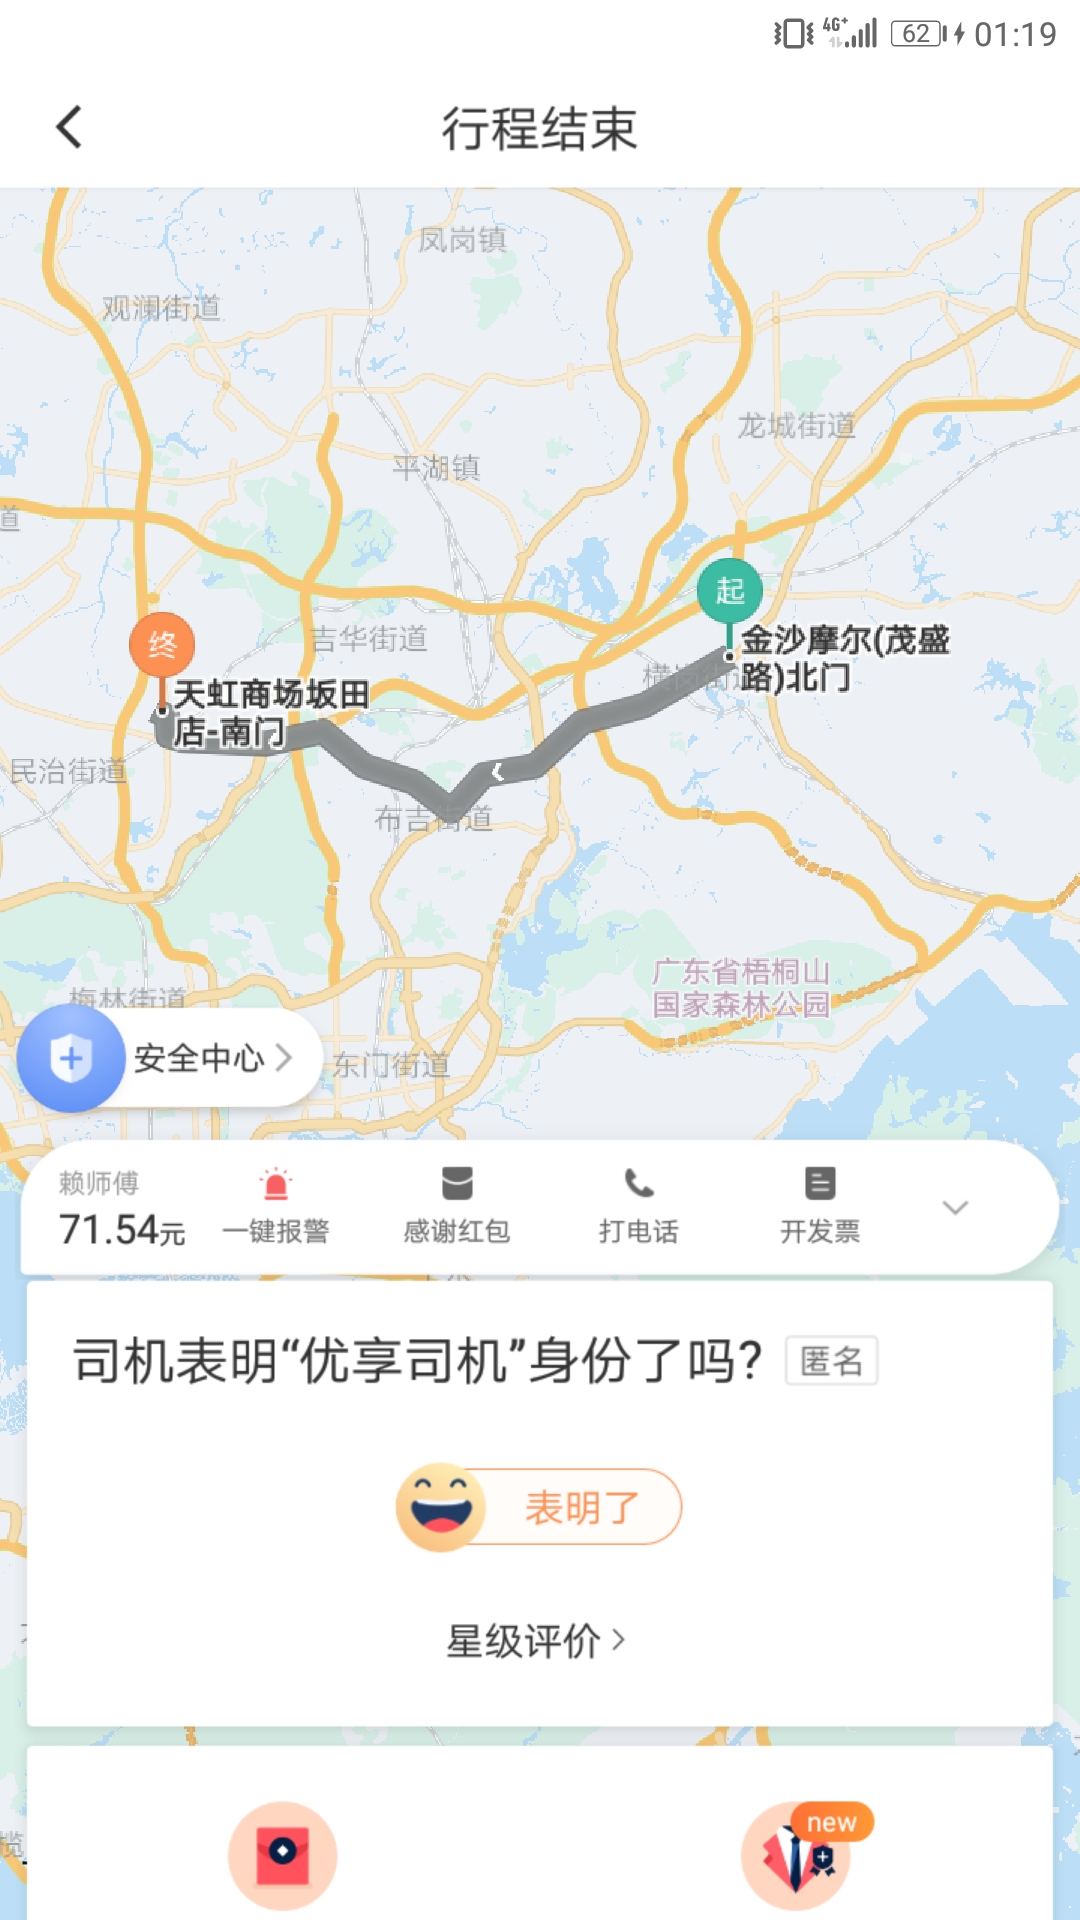 4G+
62
01:19
行程结束
凤岗镇
观澜街道
龙城街道
平湖镇
道
起
终
吉华街道
金沙摩尔(茂盛
路)北门
天虹商场坂田
店-南门
民治街道
布吉街道
广东省梧桐山
国家森林公园
梅林街道
安全中心
东门街道
赖师傅
71.54元
一键报警
感谢红包
打电话
开发票
司机表明“优享司机”身份了吗?
匿名
表明了
星级评价
new